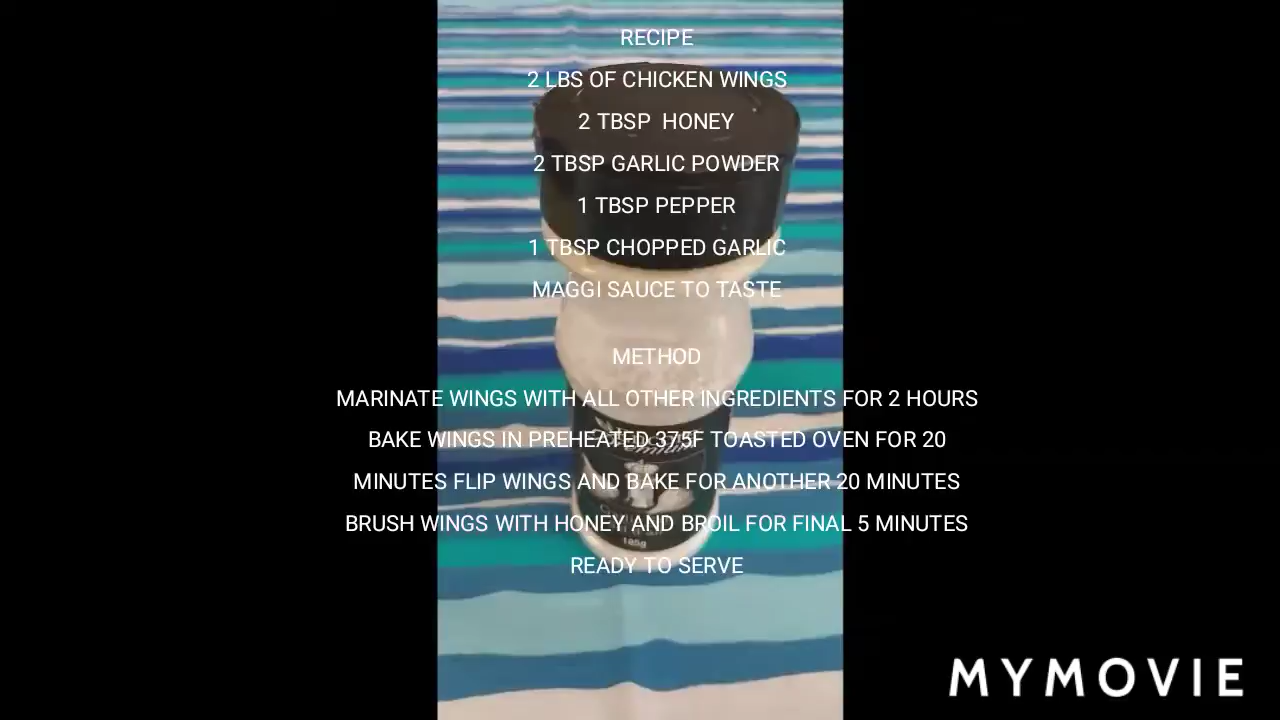 RECIPE
2 LBS OF CHICKEN WINGS
2 TBSP HONEY
2 TBSP GARLIC POWDER
1 TBSP PEPPER
1 TBSP CHOPPED GARLIC
MAGGI SAUCE TO TASTE
METHOD
MARINATE WINGS WITH ALL OTHER INGREDIENTS FOR 2 HOURS
BAKE WINGS IN PREHEATED 375F TOASTED OVEN FOR 20
MINUTES FLIP WINGS AND BAKE FOR ANOTHER 20 MINUTES
BRUSH WINGS WITH HONEY AND BROIL FOR FINAL 5 MINUTES
READY TO SERVE
Premium
185g
MYMOVIE